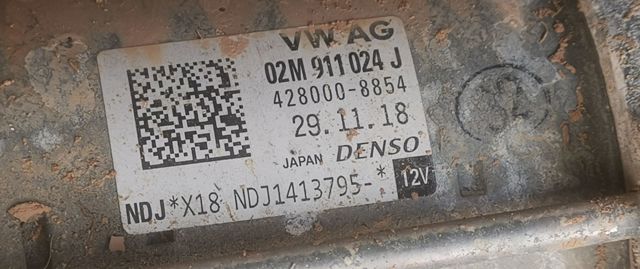 VW AG
02M 911 024 J
428000-8854
29.11.18
JAPAN DENSO
NDJ*X18 NDJ1413795-* 12V